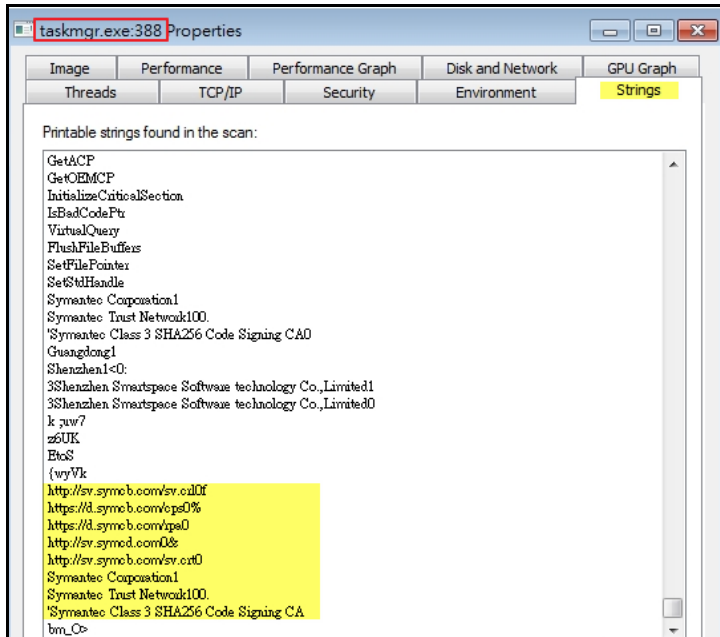 taskmgr.exe:388 Properties
Image Performance Performance Graph Disk and Network GPU Graph
Threads TCP/IP Security Environment Strings
Printable strings found in the scan:
GetACP
GetOEMCP
InitializeCriticalSection
IsBadCodePtr
VirtualQuery
FlushFileBuffers
SetFilePointer
SetStdHandle
Symantec Corporation1
Symantec Trust Network100.
'Symantec Class 3 SHA256 Code Signing CA0
Guangdong1
Shenzhen1<0:
3Shenzhen Smartspace Software technology Co.,Limited1
3Shenzhen Smartspace Software technology Co.,Limited0
k ;uw7
z6UK
EtoS
{wyVk
http://sv.symcb.com/sv.crl0f
https://d.symcb.com/cps0%
https://d.symcb.com/rpa0
http://sv.symcd.com0&
http://sv.symcb.com/sv.crt0
Symantec Corporation1
Symantec Trust Network100.
'Symantec Class 3 SHA256 Code Signing CA
bm_O>